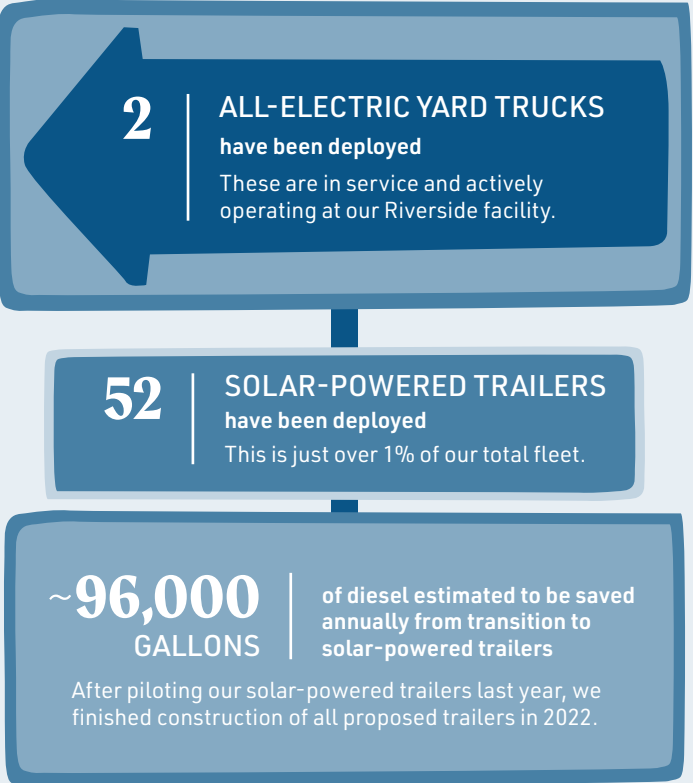 2
ALL-ELECTRIC YARD TRUCKS
have been deployed
These are in service and actively
operating at our Riverside facility.
52
SOLAR-POWERED TRAILERS
have been deployed
This is just over 1% of our total fleet.
~96,000
GALLONS
of diesel estimated to be saved
annually from transition to
solar-powered trailers
After piloting our solar-powered trailers last year, we
finished construction of all proposed trailers in 2022.